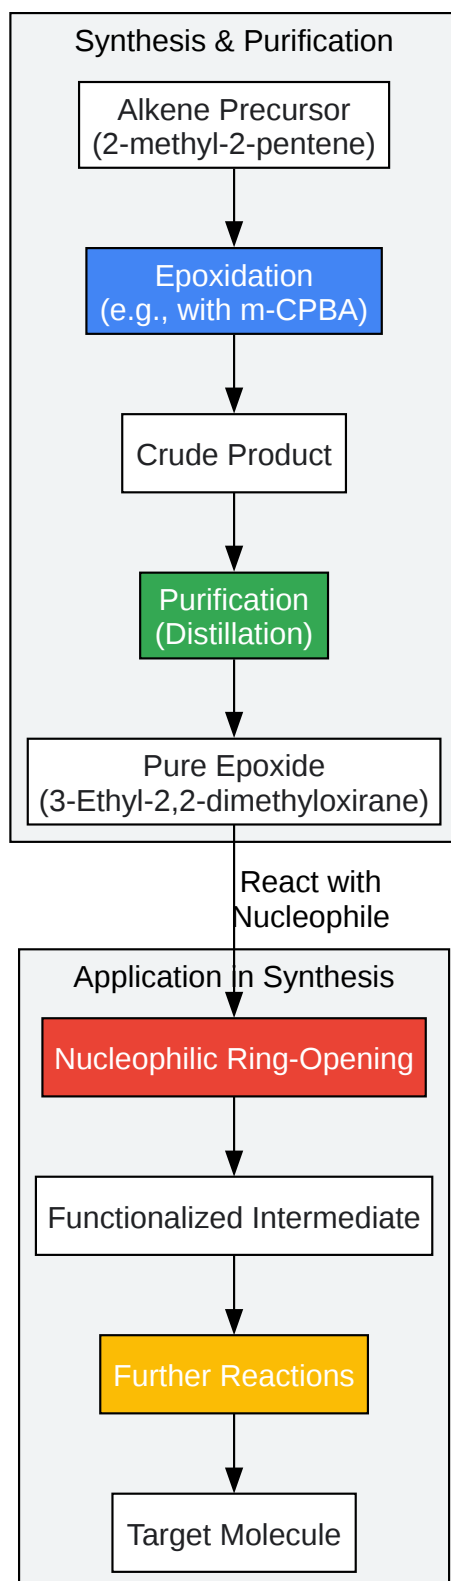 Synthesis & Purification
Alkene Precursor
(2-methyl-2-pentene)
Epoxidation
(e.g., with m-CPBA)
Crude Product
Purification
(Distillation)
Pure Epoxide
(3-Ethyl-2,2-dimethyloxirane)
React with
Nucleophile
Application in Synthesis
Nucleophilic Ring-Opening
Functionalized Intermediate
Further Reactions
Target Molecule